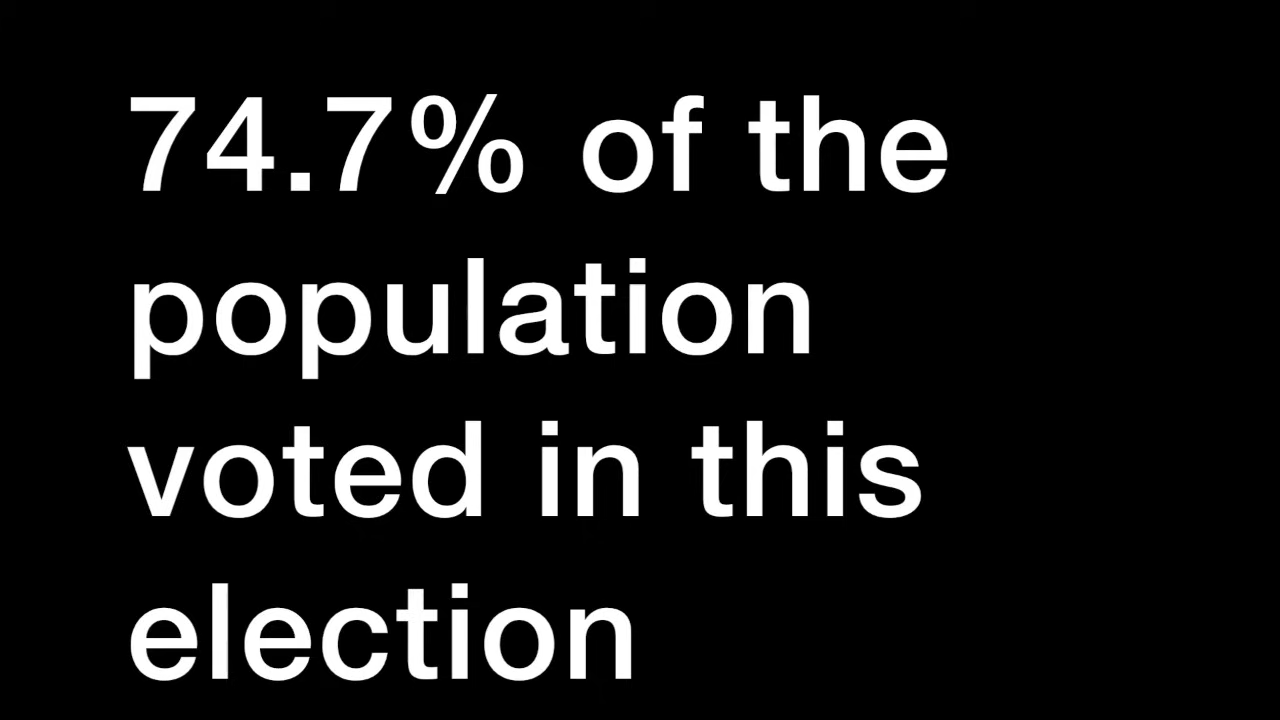 74.7% of the
population
voted in this
election